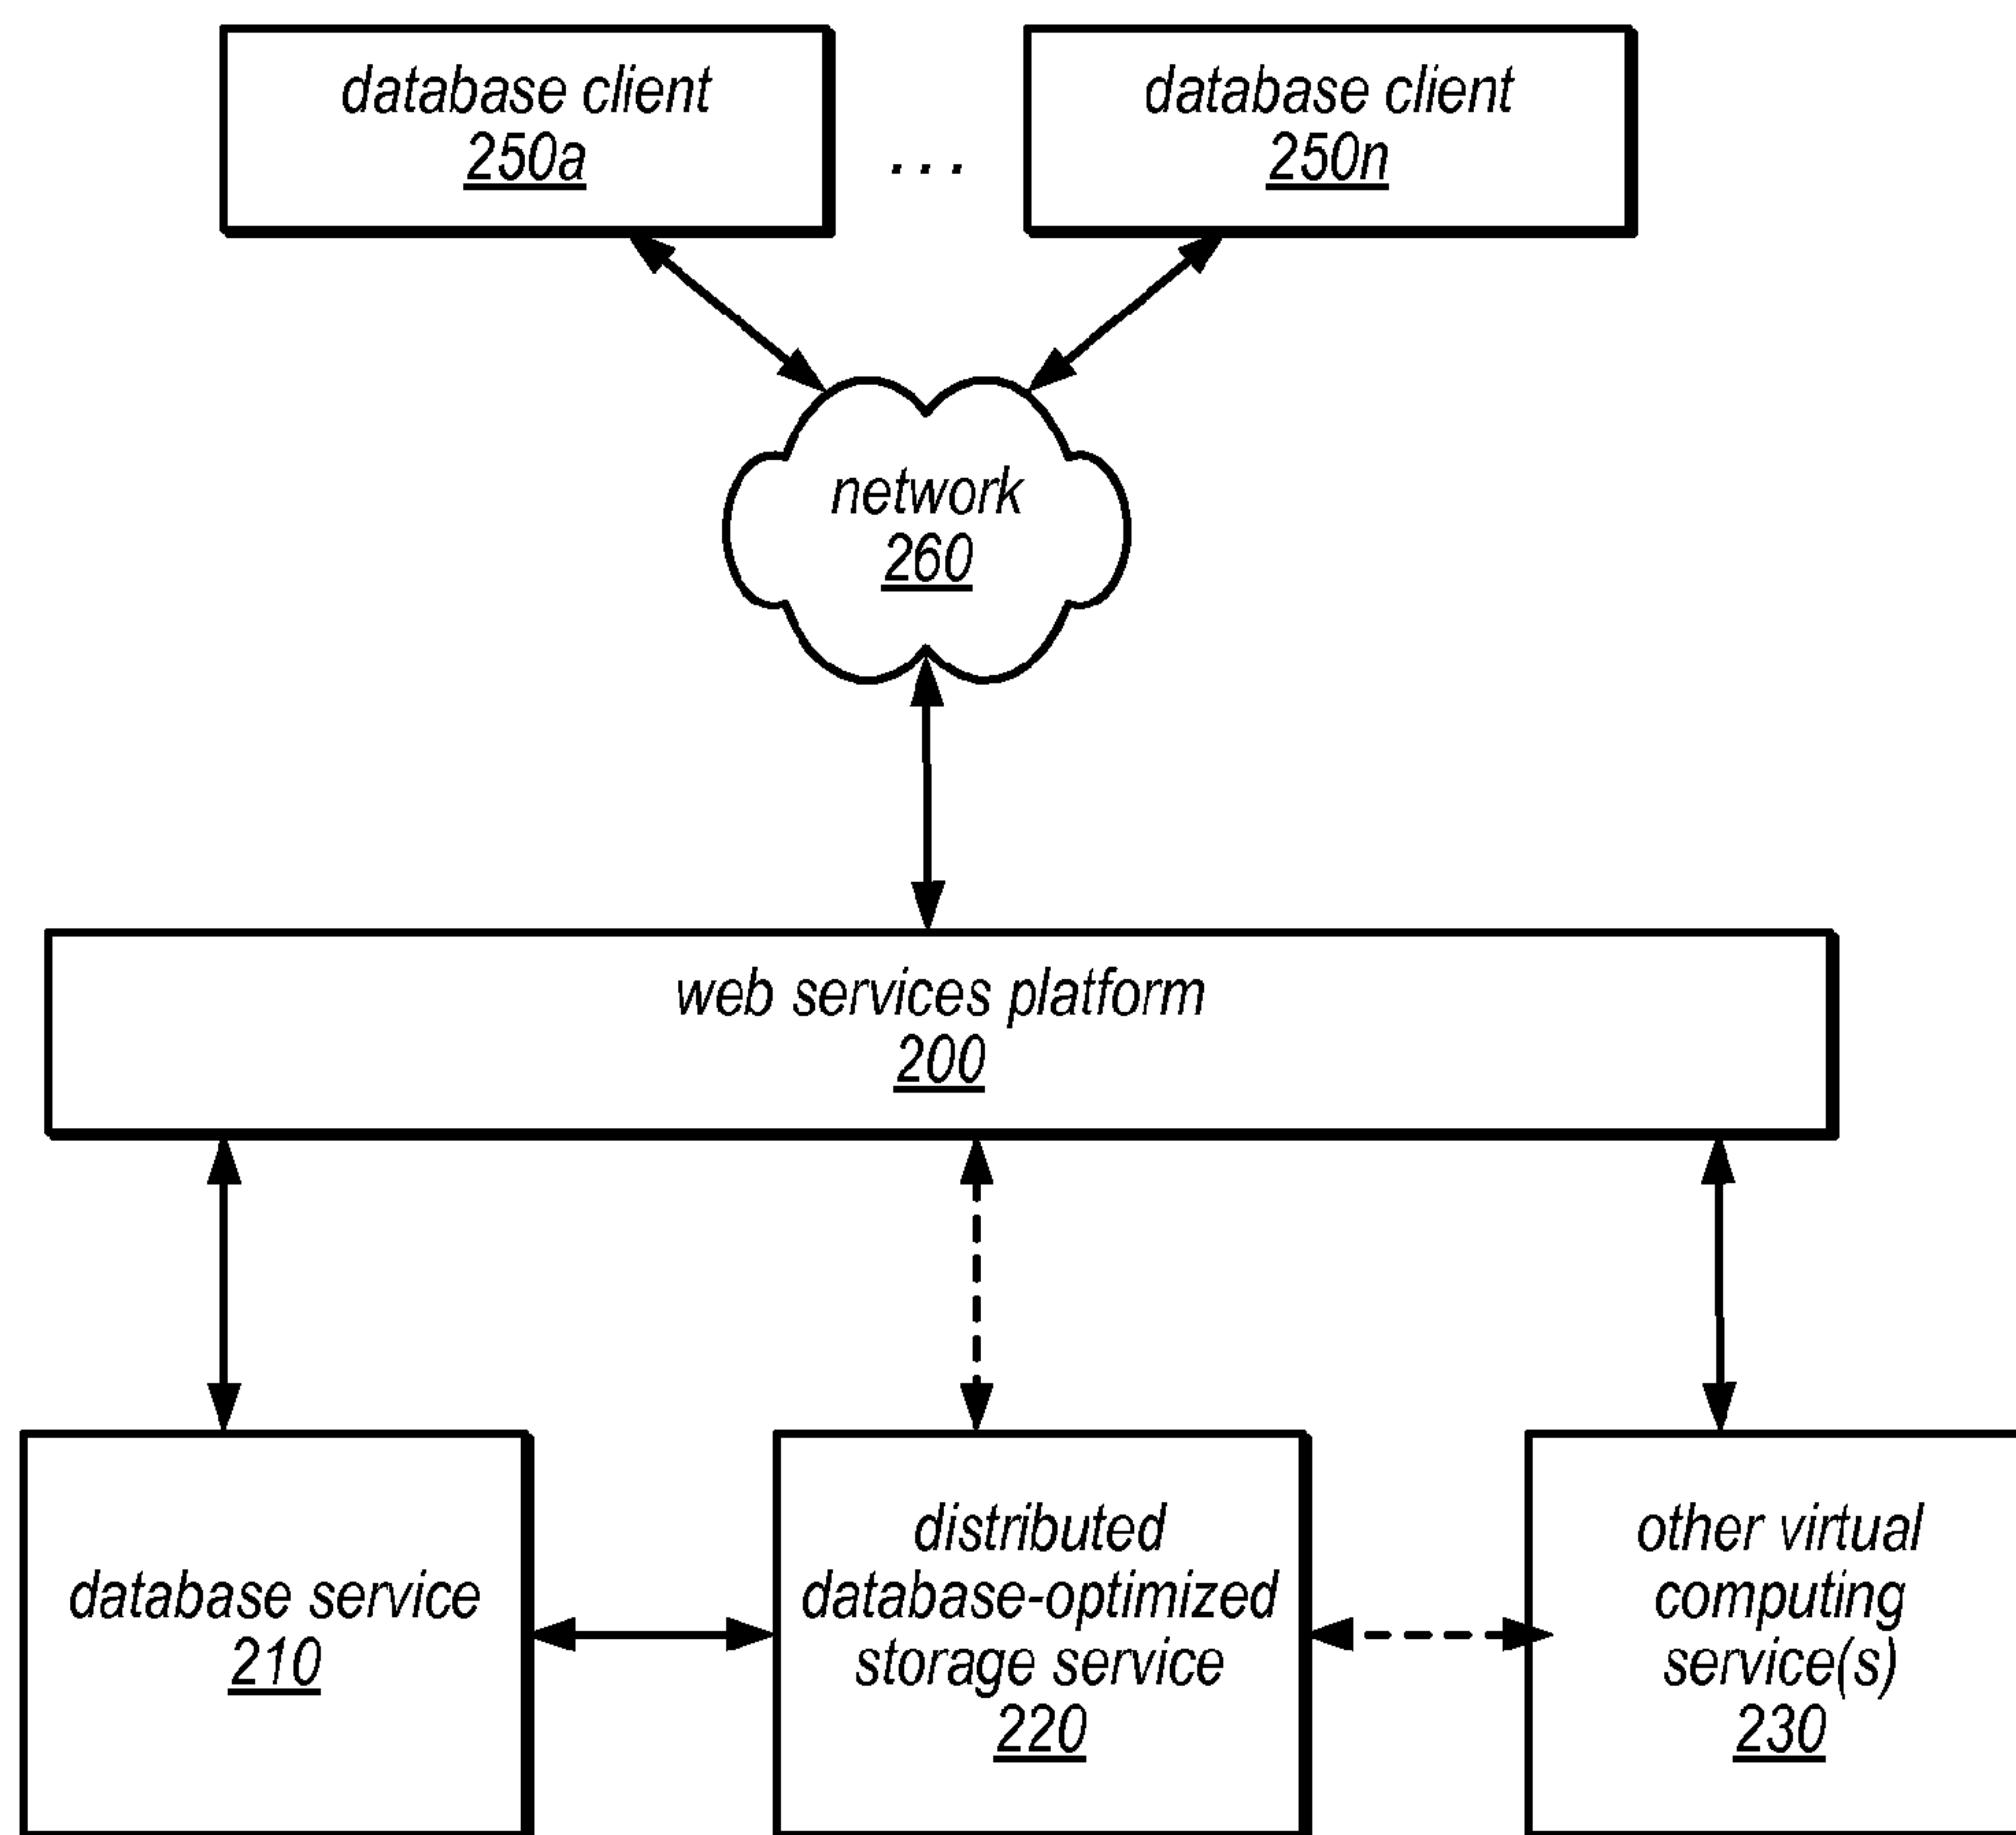 database client
250a
...
database client
250n
network
260
web services platform
200
database service
210
distributed
database-optimized
storage service
220
other virtual
computing
service(s)
230